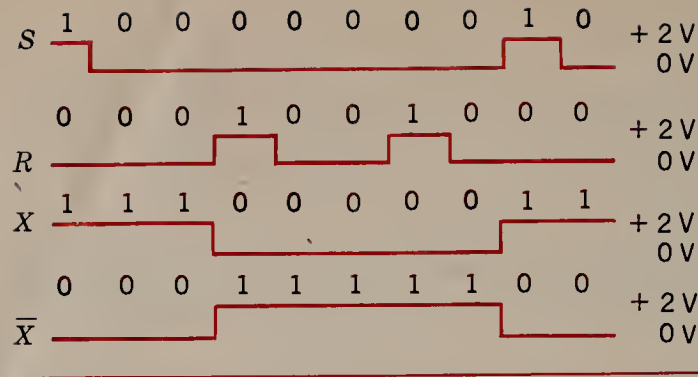 1 0 0 0 0 0 0 0 1 0
S + 2 V
0 V
0 0 0 1 0 0 1 0 0 0
R + 2 V
0 V
1 1 1 0 0 0 0 0 1 1
X + 2 V
0 V
0 0 0 1 1 1 1 1 0 0
X̅ + 2 V
0 V